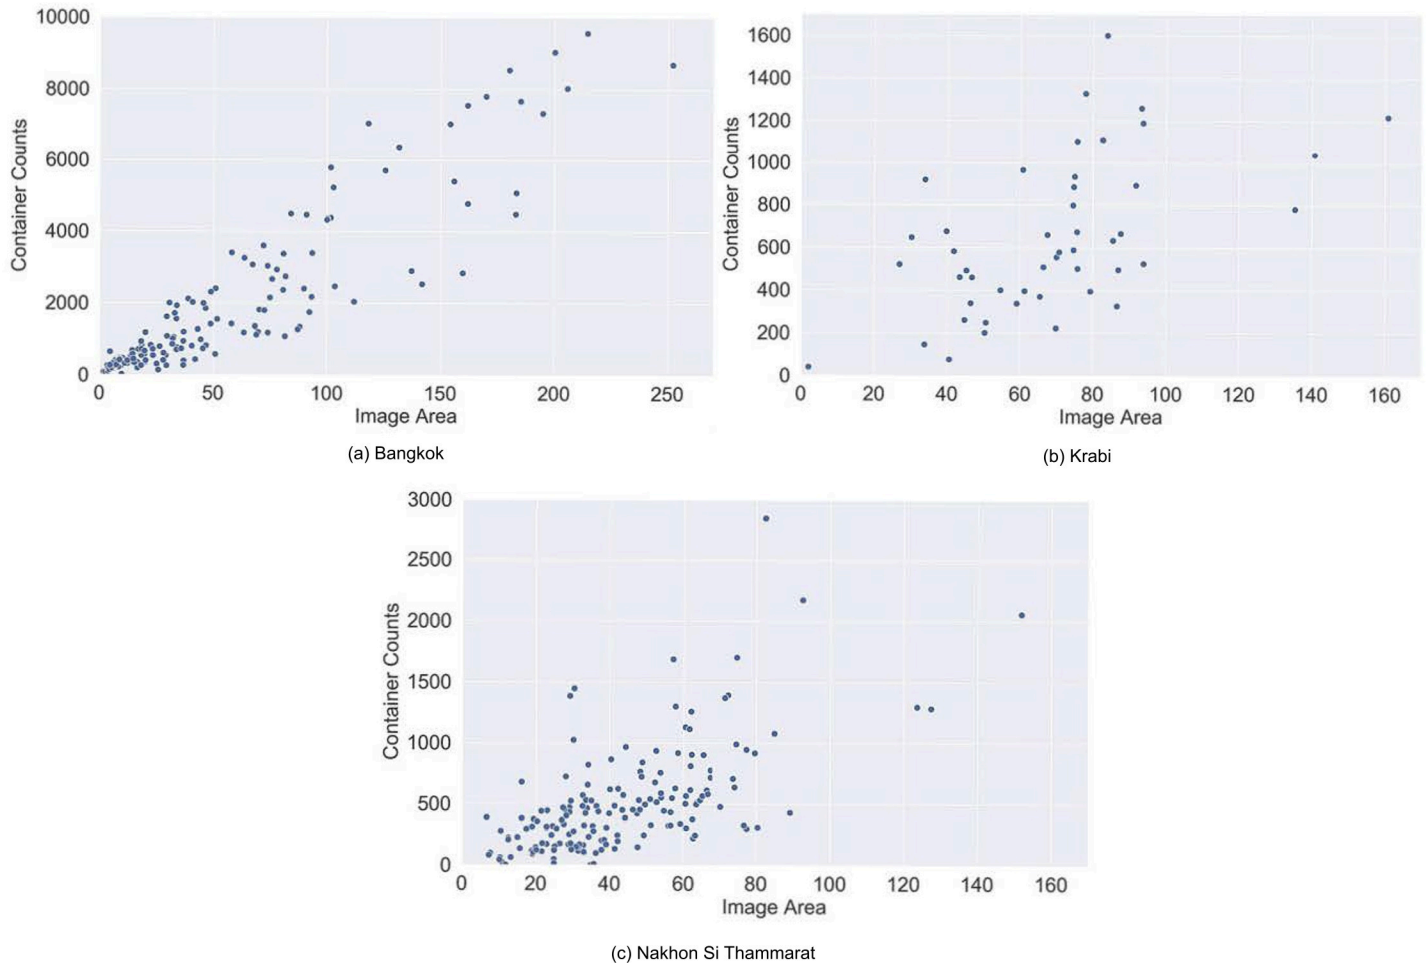 10000
8000
6000
4000
2000
0
Container Counts
0 50 100 150 200 250
Image Area
(a) Bangkok
1600
1400
1200
1000
800
600
400
200
0
Container Counts
0 20 40 60 80 100 120 140 160
Image Area
(b) Krabi
3000
2500
2000
1500
1000
500
0
Container Counts
0 20 40 60 80 100 120 140 160
Image Area
(c) Nakhon Si Thammarat